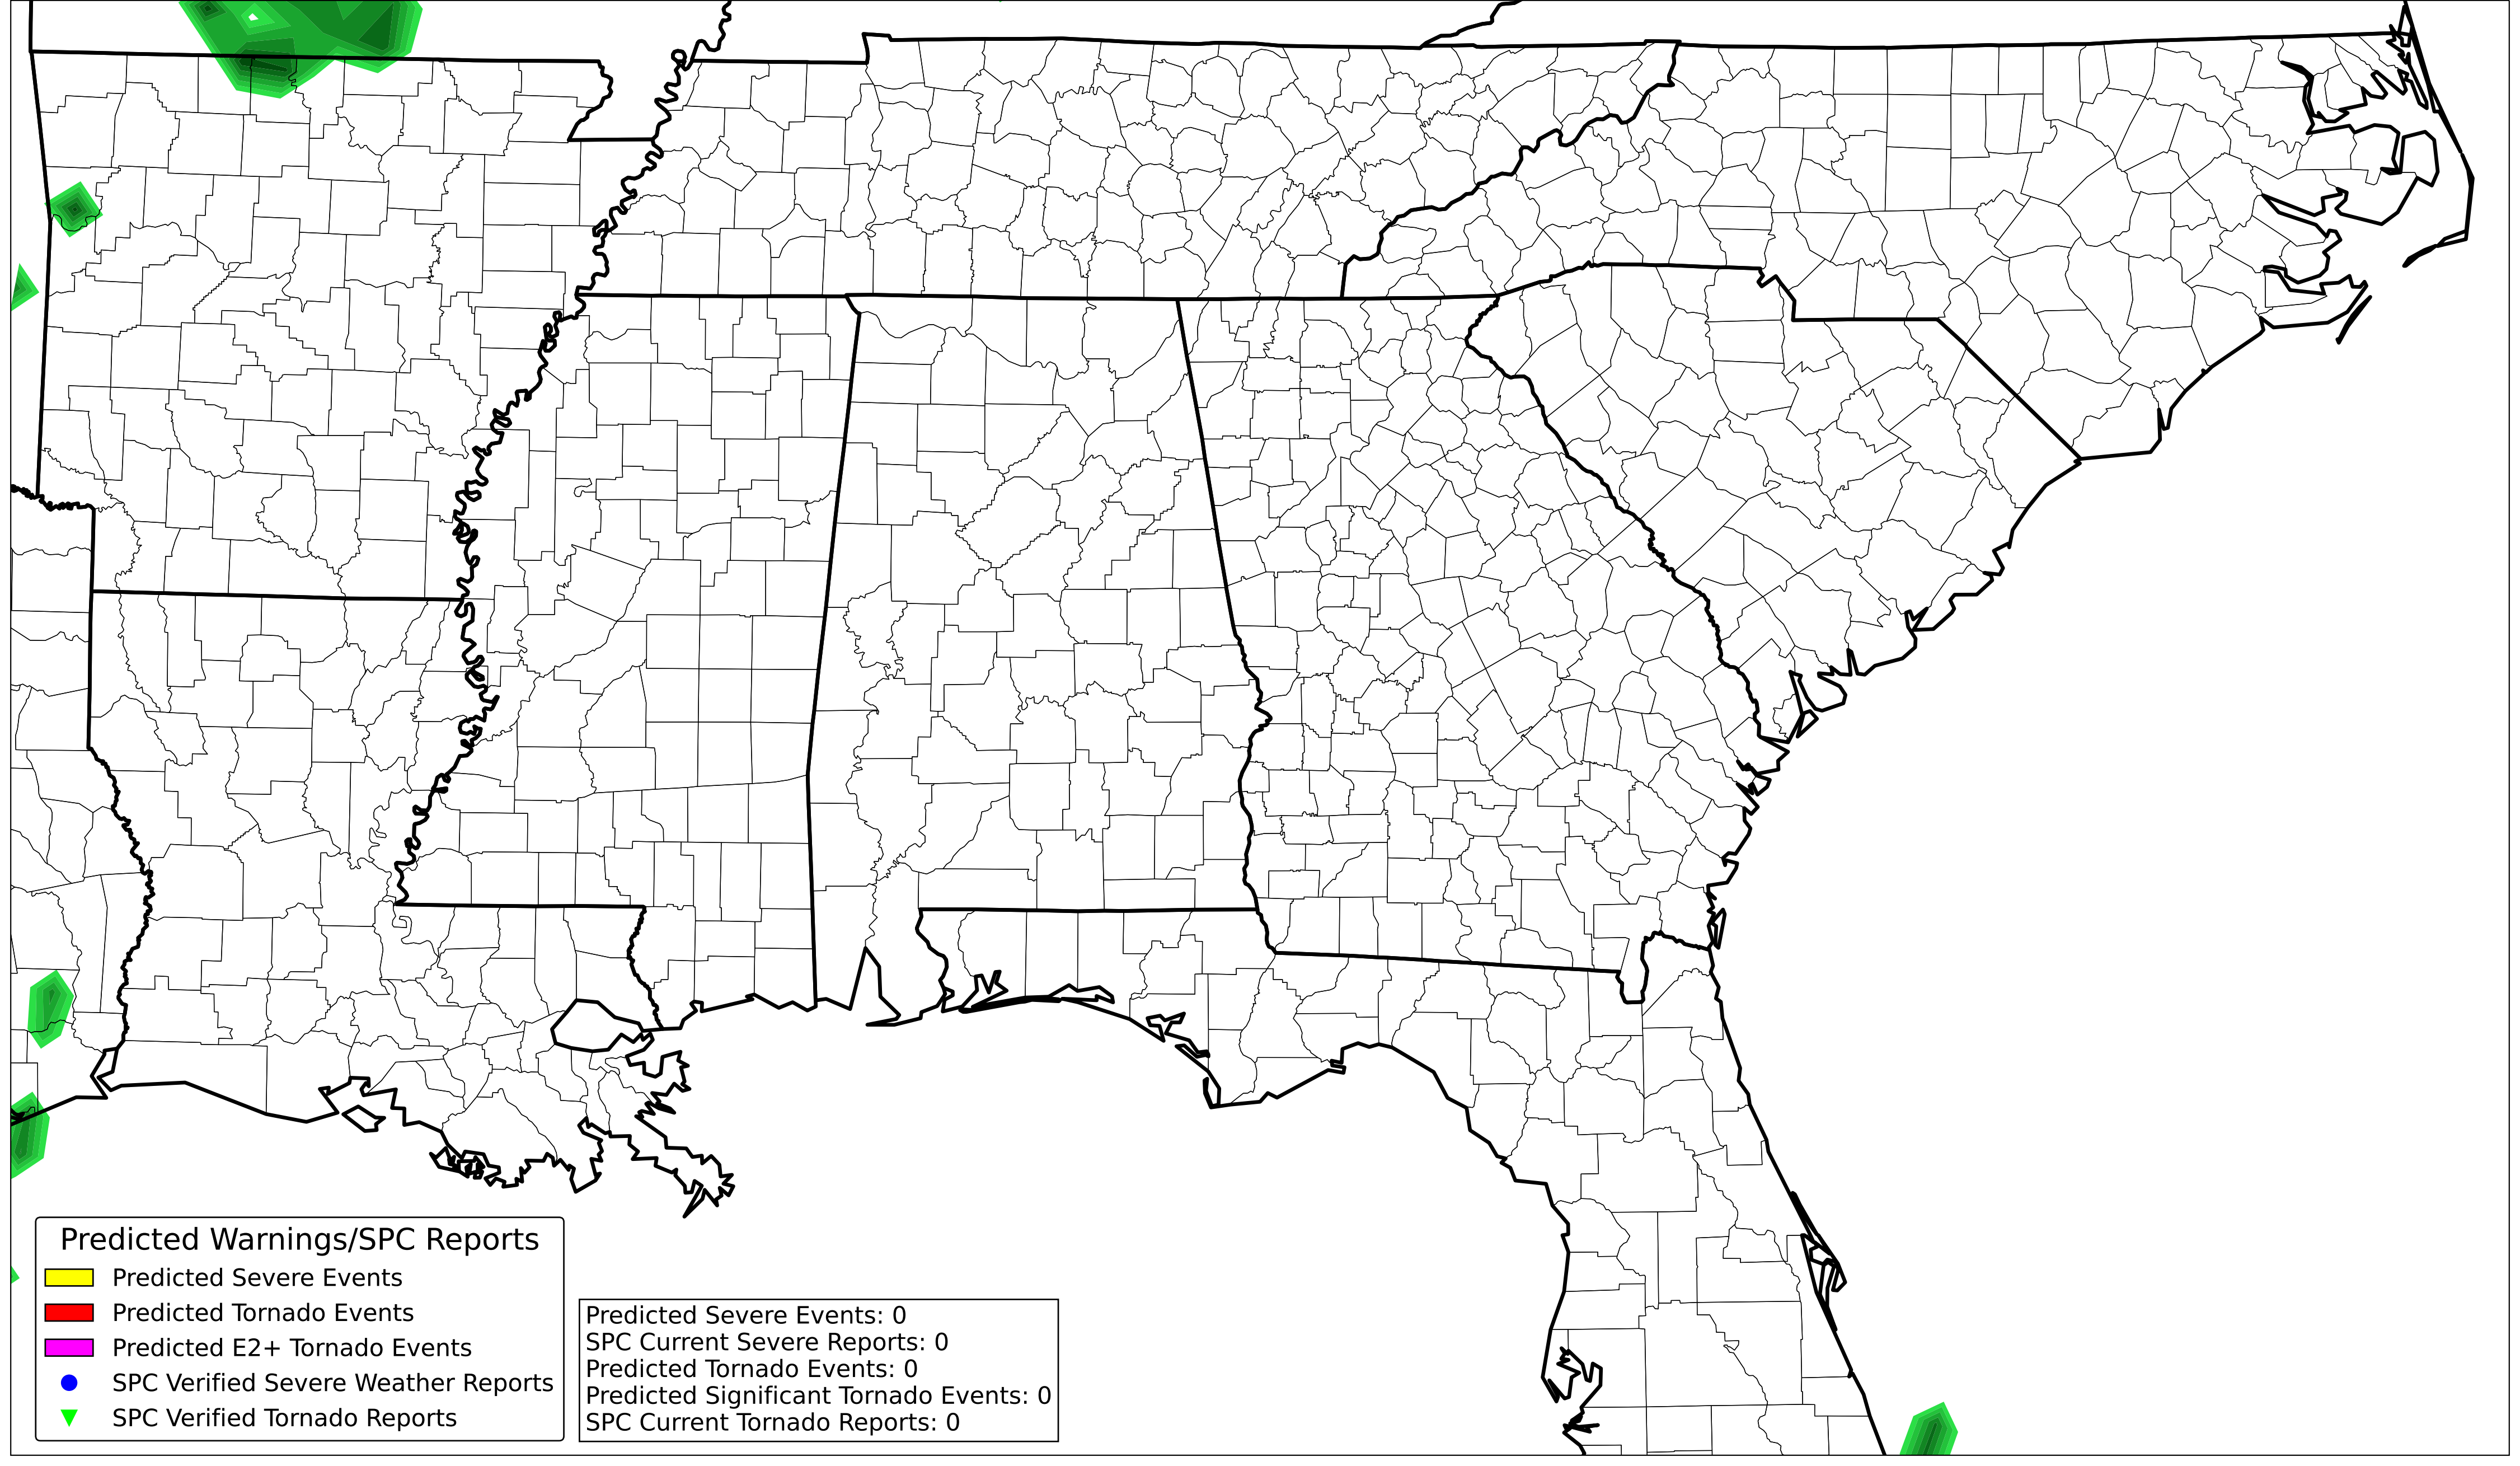 Predicted Warnings/SPC Reports
Predicted Severe Events
Predicted Tornado Events
Predicted E2+ Tornado Events
SPC Verified Severe Weather Reports
SPC Verified Tornado Reports
Predicted Severe Events: 0
SPC Current Severe Reports: 0
Predicted Tornado Events: 0
Predicted Significant Tornado Events: 0
SPC Current Tornado Reports: 0